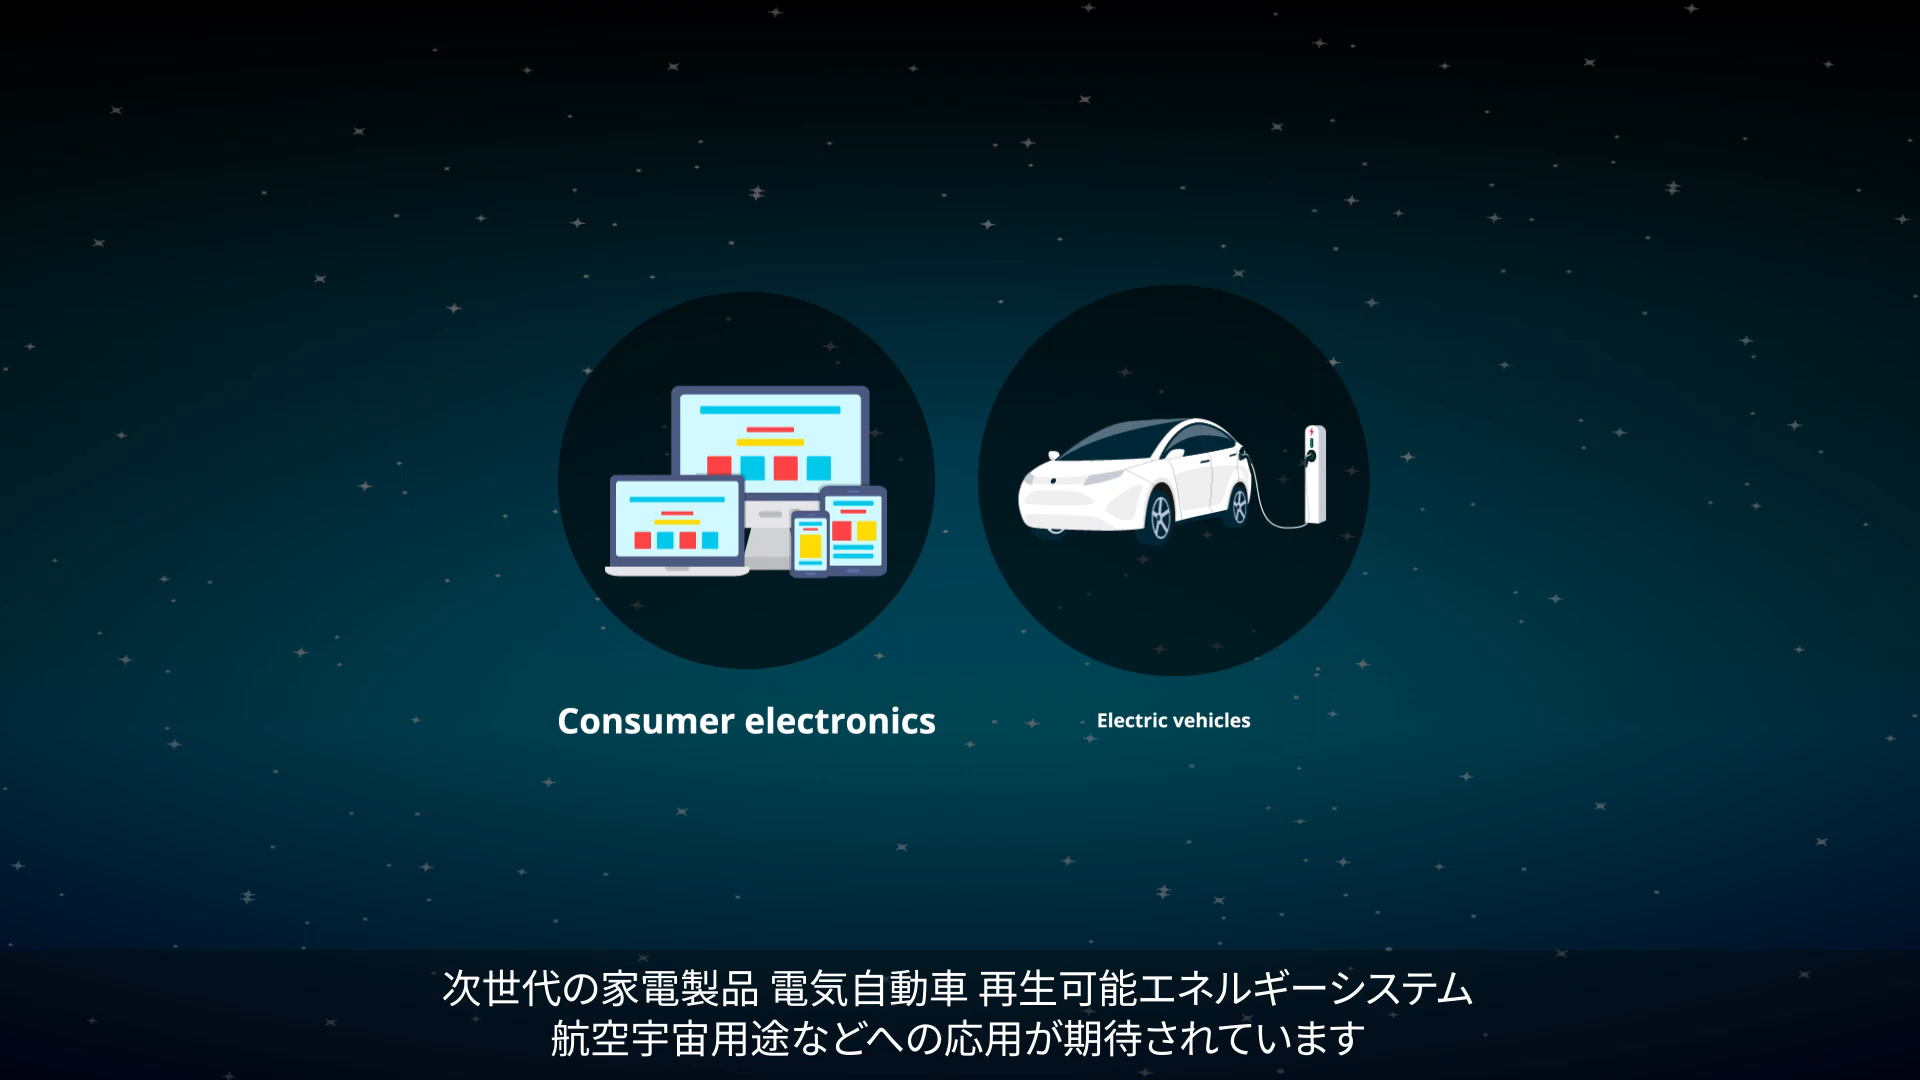 Consumer electronics
Electric vehicles
次世代の家電製品 電気自動車 再生可能エネルギーシステム
航空宇宙用途などへの応用が期待されています